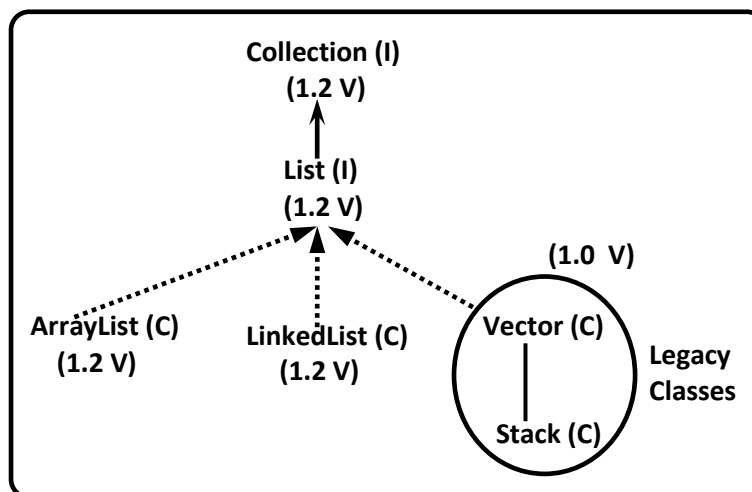 Collection (I)
(1.2 V)
List (I)
(1.2 V)
(1.0  V)
ArrayList (C)
(1.2 V)
LinkedList (C)
(1.2 V)
Vector (C)
Stack (C)
Legacy
Classes